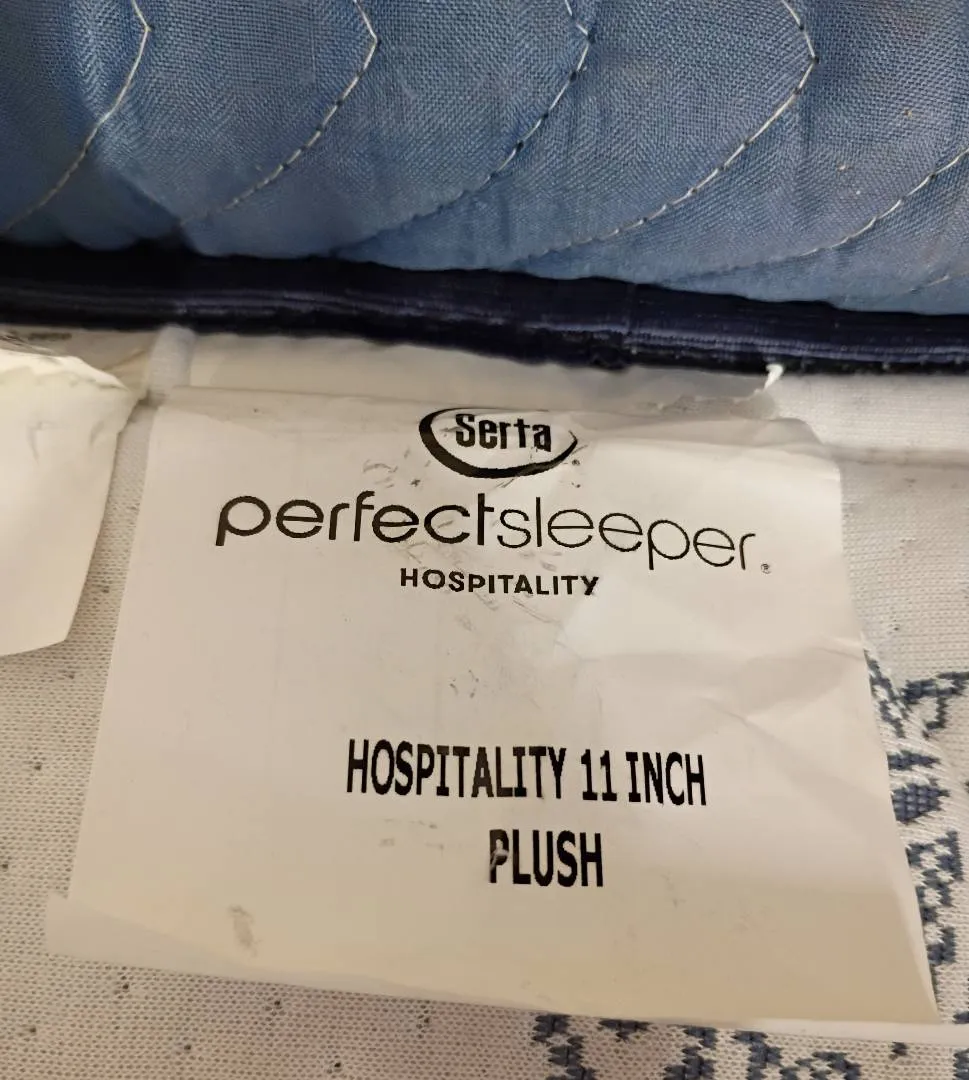 Serta
perfectsleeper®
HOSPITALITY
HOSPITALITY 11 INCH
PLUSH